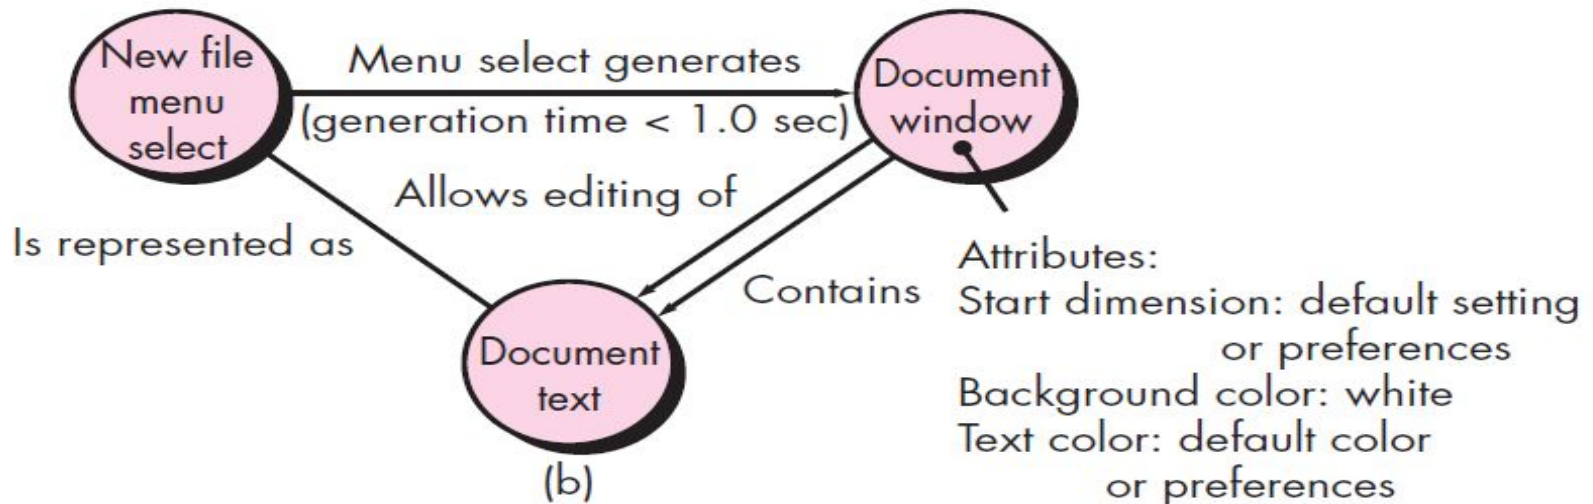 New file
menu
select
Menu select generates
(generation time < 1.0 sec)
Document
window
Allows editing of
Is represented as
Contains
Document
text
Attributes:
Start dimension: default setting
or preferences
Background color: white
Text color: default color
or preferences
(b)